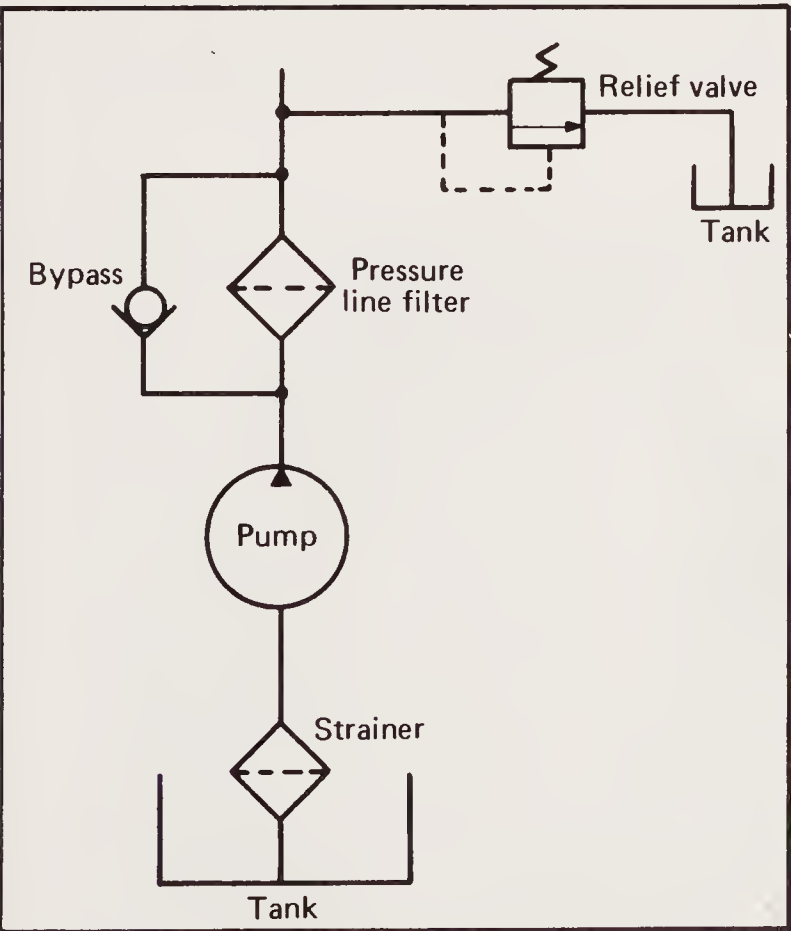 Relief valve
Tank
Bypass
Pressure
line filter
Pump
Strainer
Tank